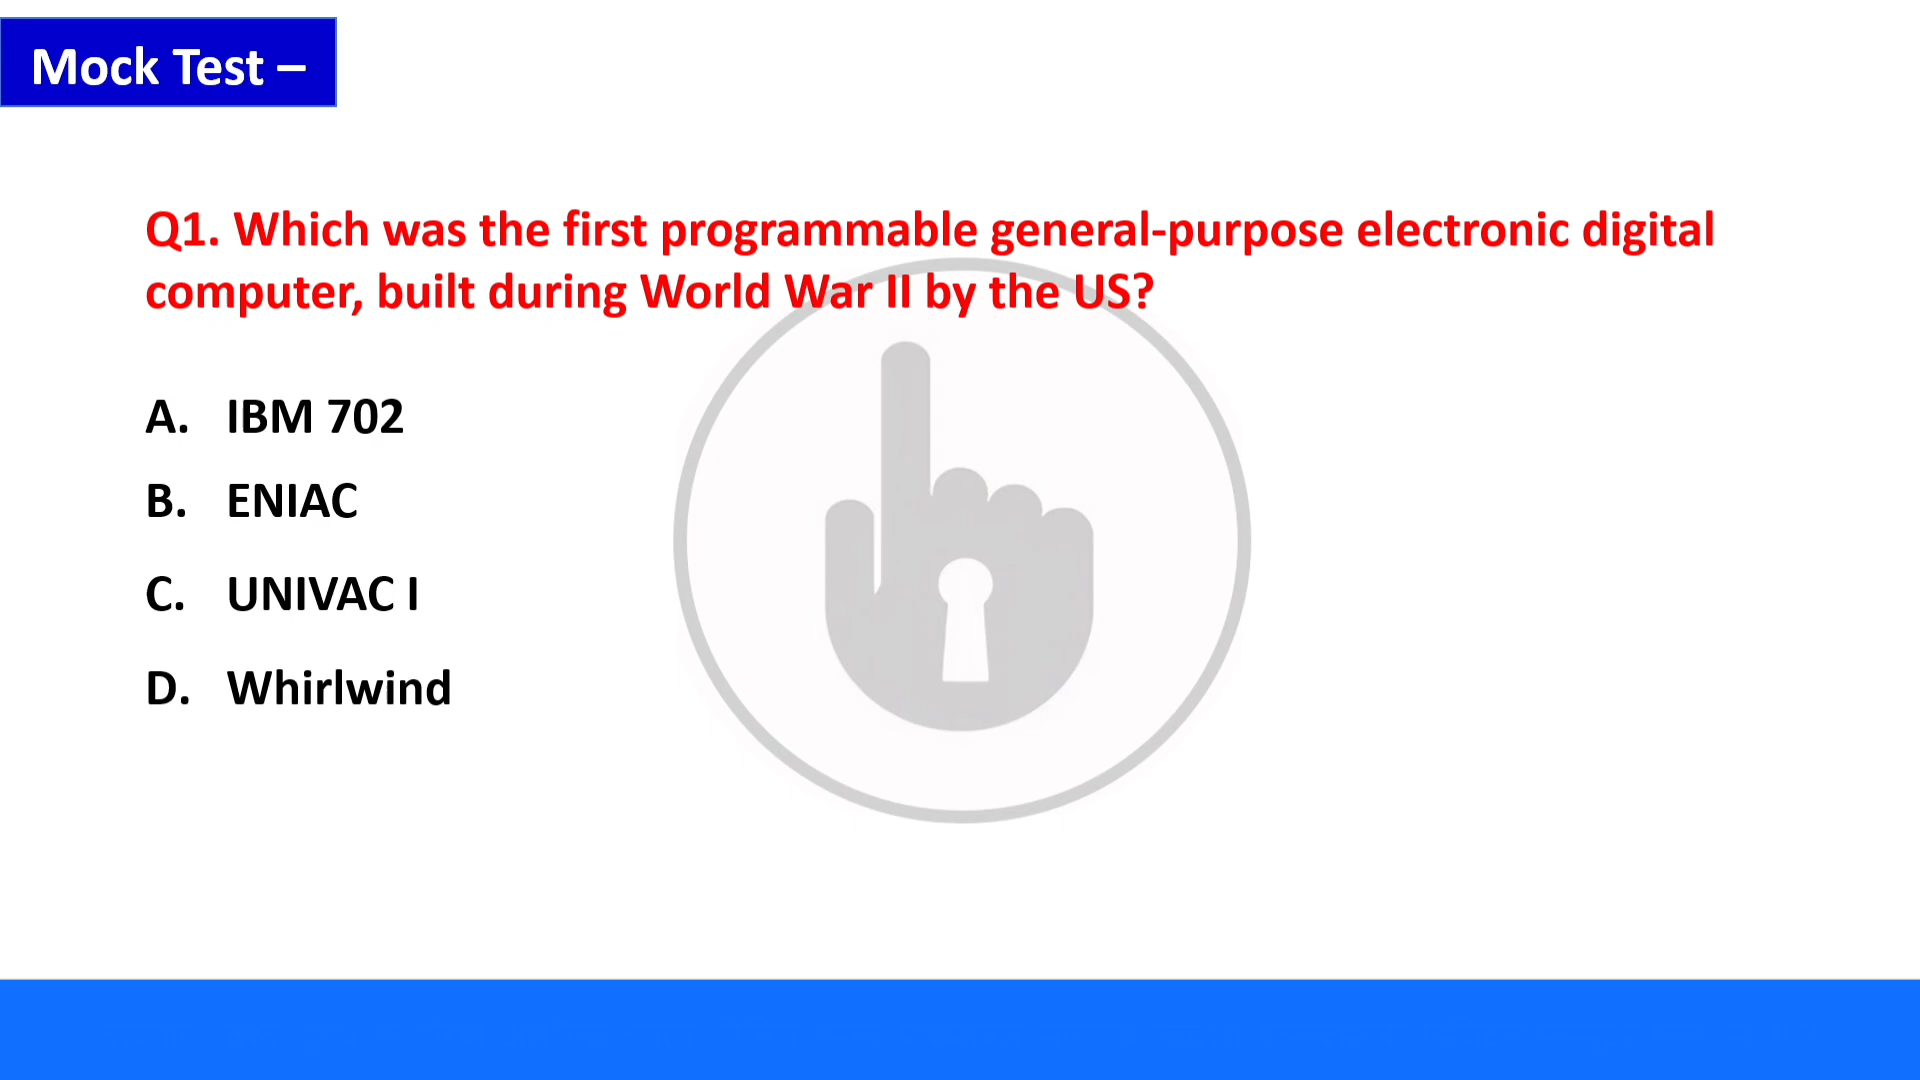 Mock Test –
Q1. Which was the first programmable general-purpose electronic digital
computer, built during World War II by the US?
A. IBM 702
B. ENIAC
C. UNIVAC I
D. Whirlwind